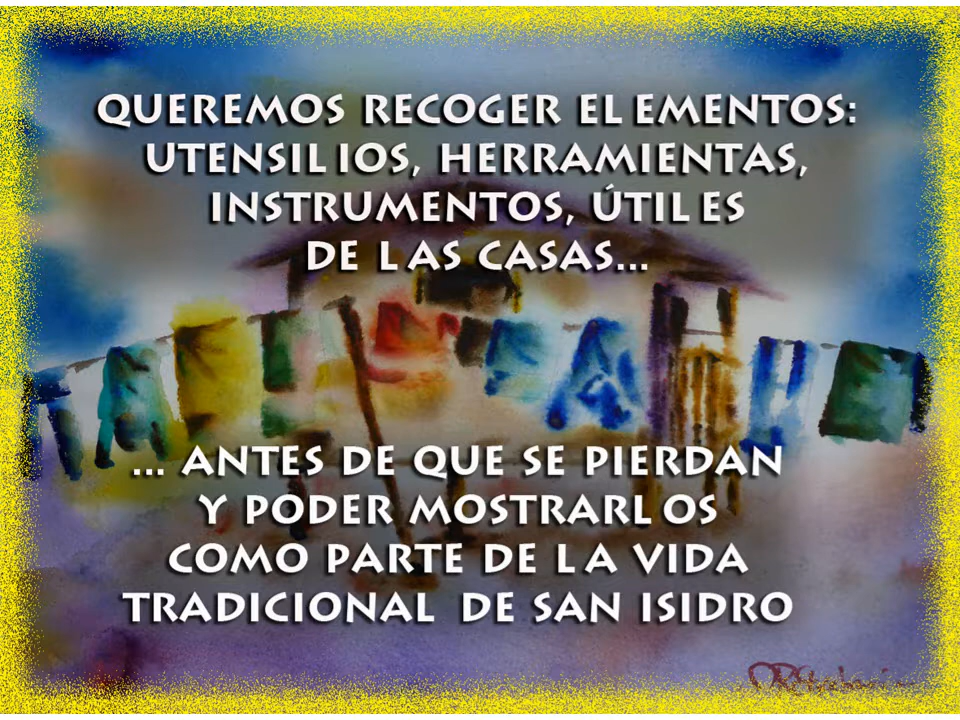 QUEREMOS RECOGER ELEMENTOS:
UTENSILIOS, HERRAMIENTAS,
INSTRUMENTOS, ÚTILES
DE LAS CASAS...
... ANTES DE QUE SE PIERDAN
Y PODER MOSTRARLOS
COMO PARTE DE LA VIDA
TRADICIONAL DE SAN ISIDRO